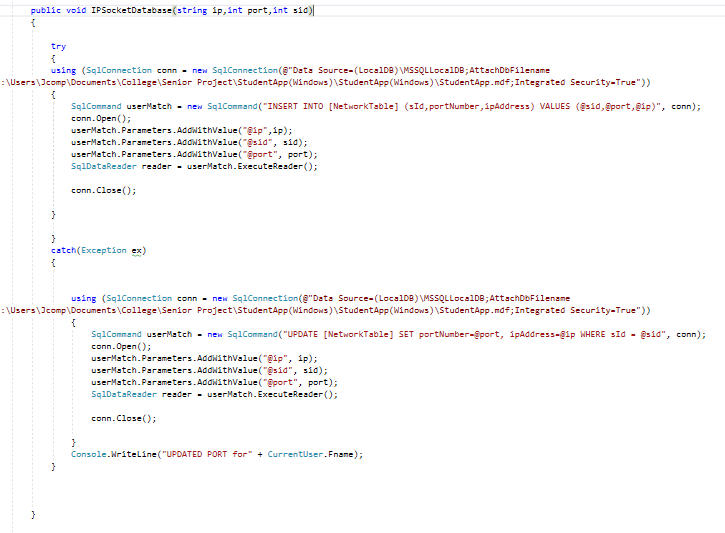 public void IPSocketDatabase(string ip,int port,int sid)
{
try
{
using (SqlConnection conn = new SqlConnection(@"Data Source=(LocalDB)\MSSQLLocalDB;AttachDbFilename
:\Users\Jcomp\Documents\College\Senior Project\StudentApp(Windows)\StudentApp(Windows)\StudentApp.mdf;Integrated Security=True"))
{
SqlCommand userMatch = new SqlCommand("INSERT INTO [NetworkTable] (sId,portNumber,ipAddress) VALUES (@sid,@port,@ip)", conn);
conn.Open();
userMatch.Parameters.AddWithValue("@ip",ip);
userMatch.Parameters.AddWithValue("@sid", sid);
userMatch.Parameters.AddWithValue("@port", port);
SqlDataReader reader = userMatch.ExecuteReader();
conn.Close();
}
}
catch(Exception ex)
{
using (SqlConnection conn = new SqlConnection(@"Data Source=(LocalDB)\MSSQLLocalDB;AttachDbFilename
:\Users\Jcomp\Documents\College\Senior Project\StudentApp(Windows)\StudentApp(Windows)\StudentApp.mdf;Integrated Security=True"))
{
SqlCommand userMatch = new SqlCommand("UPDATE [NetworkTable] SET portNumber=@port, ipAddress=@ip WHERE sId = @sid", conn);
conn.Open();
userMatch.Parameters.AddWithValue("@ip", ip);
userMatch.Parameters.AddWithValue("@sid", sid);
userMatch.Parameters.AddWithValue("@port", port);
SqlDataReader reader = userMatch.ExecuteReader();
conn.Close();
}
Console.WriteLine("UPDATED PORT for" + CurrentUser.Fname);
}
}